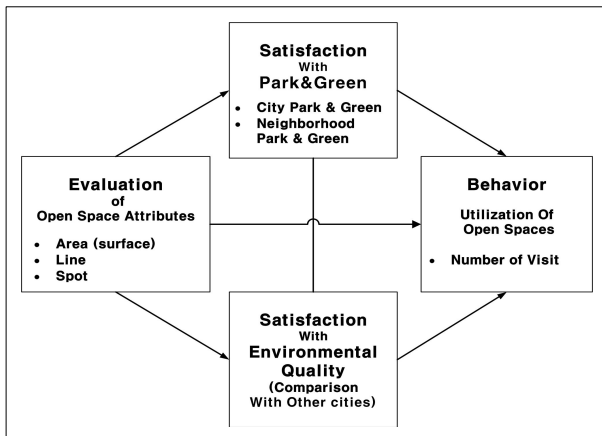 Satisfaction
With
Park&Green
• City Park & Green
• Neighborhood
Park & Green
Evaluation
of
Open Space Attributes
• Area (surface)
• Line
• Spot
Behavior
Utilization Of
Open Spaces
• Number of Visit
Satisfaction
With
Environmental
Quality
(Comparison
With Other cities)